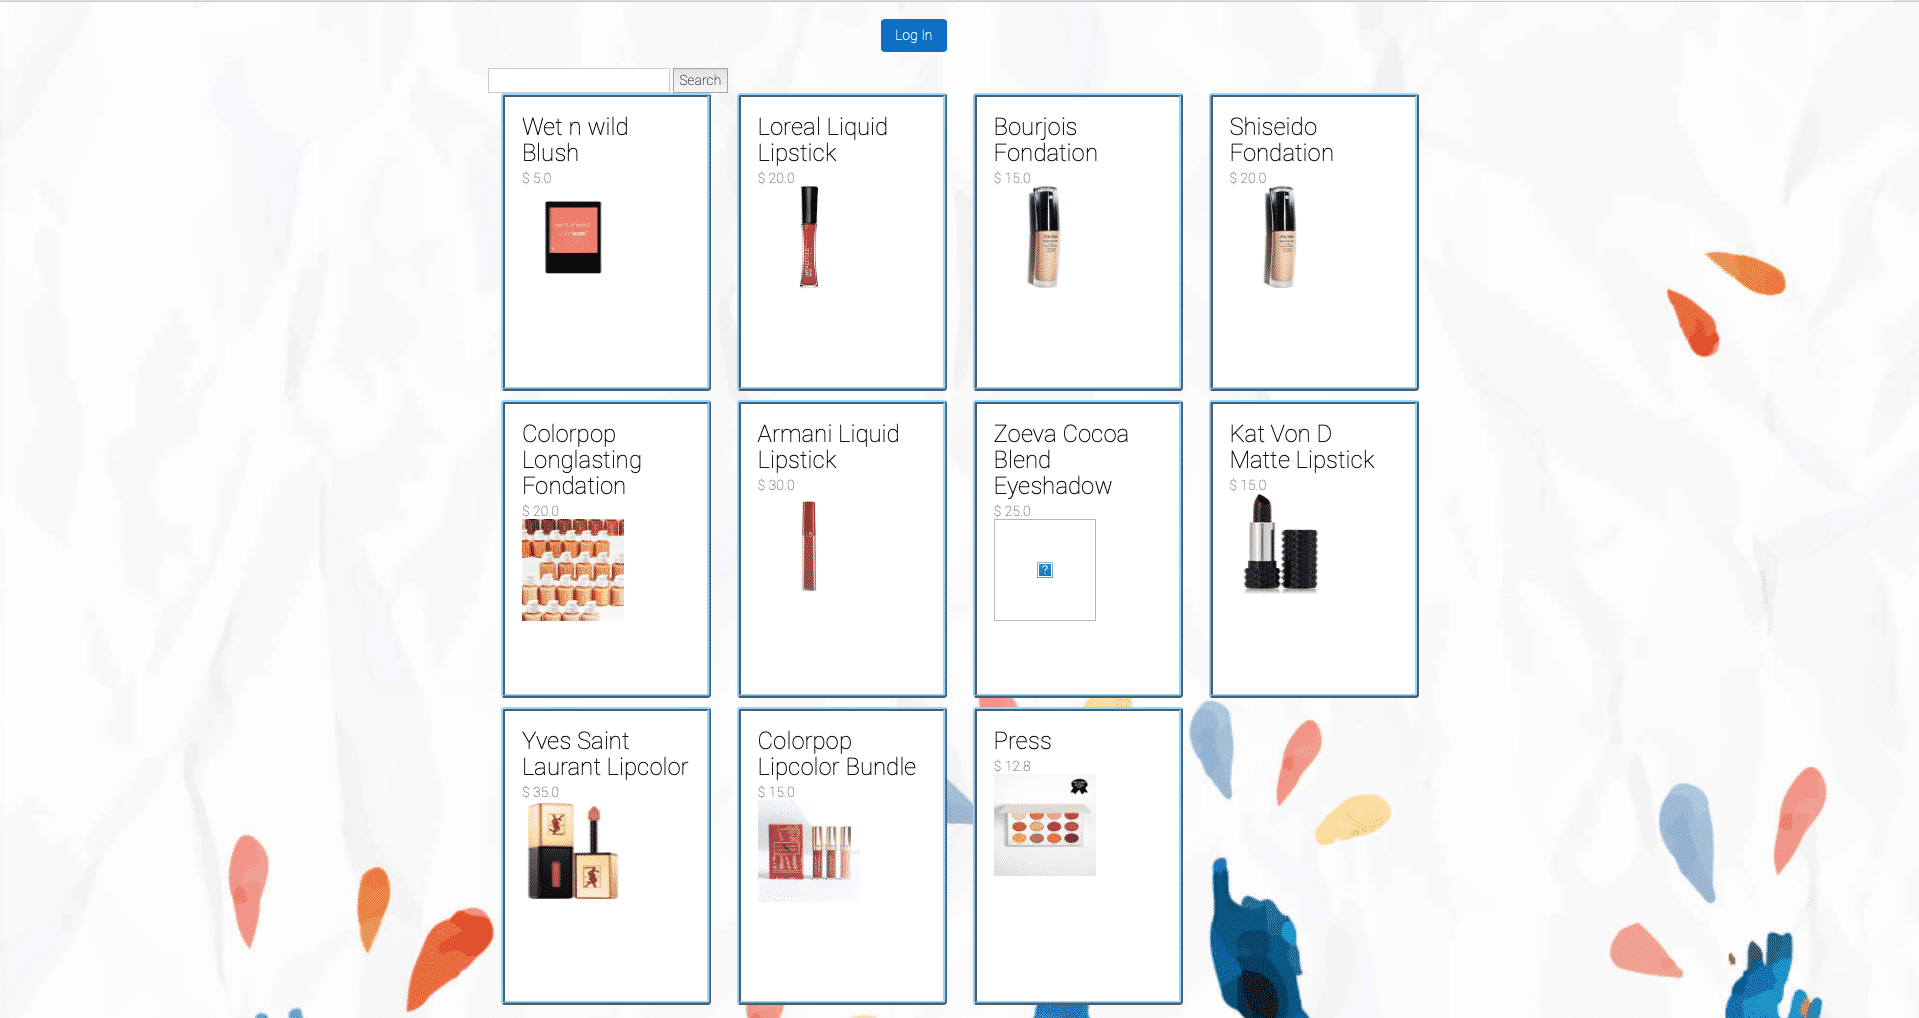 Log In
Search
Wet n wild
Blush
$ 5.0
Loreal Liquid
Lipstick
$ 20.0
Bourjois
Fondation
$ 15.0
Shiseido
Fondation
$ 20.0
Colorpop
Longlasting
Fondation
$ 20.0
Armani Liquid
Lipstick
$ 30.0
Zoeva Cocoa
Blend
Eyeshadow
$ 25.0
?
Kat Von D
Matte Lipstick
$ 15.0
Yves Saint
Laurant Lipcolor
$ 35.0
Colorpop
Lipcolor Bundle
$ 15.0
Press
$ 12.8